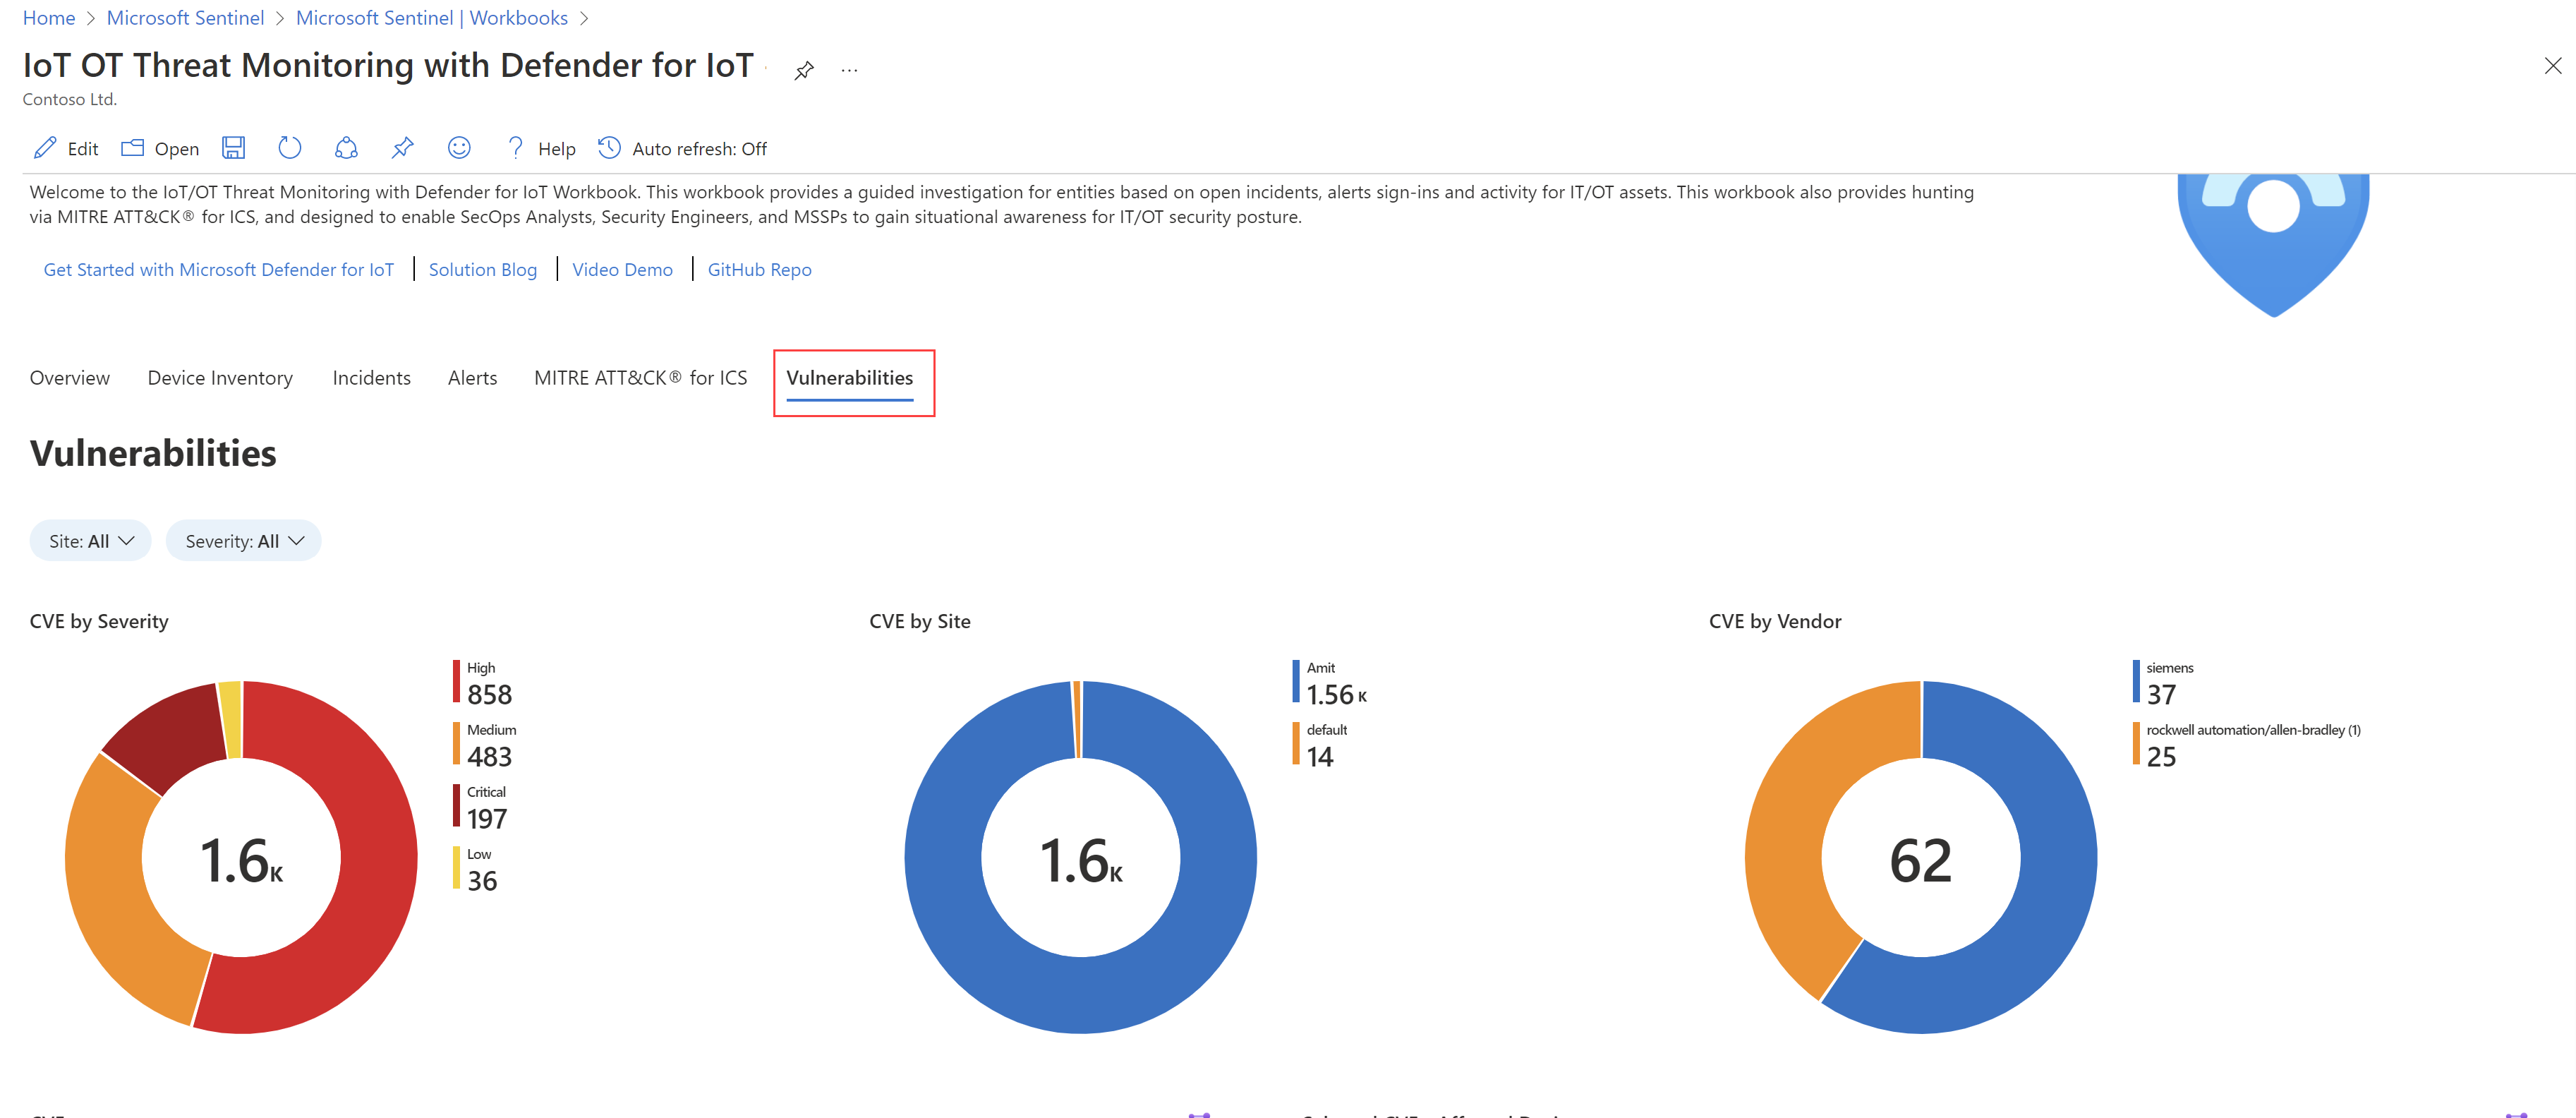 Home > Microsoft Sentinel > Microsoft Sentinel | Workbooks >
IoT OT Threat Monitoring with Defender for IoT
Contoso Ltd.
Edit Open Help Auto refresh: Off
Welcome to the IoT/OT Threat Monitoring with Defender for IoT Workbook. This workbook provides a guided investigation for entities based on open incidents, alerts sign-ins and activity for IT/OT assets. This workbook also provides hunting
via MITRE ATT&CK® for ICS, and designed to enable SecOps Analysts, Security Engineers, and MSSPs to gain situational awareness for IT/OT security posture.
Get Started with Microsoft Defender for IoT | Solution Blog | Video Demo | GitHub Repo
Overview Device Inventory Incidents Alerts MITRE ATT&CK® for ICS Vulnerabilities
Vulnerabilities
Site: All Severity: All
CVE by Severity
High
858
Medium
483
Critical
197
Low
36
1.6K
CVE by Site
Amit
1.56 K
default
14
1.6K
CVE by Vendor
siemens
37
rockwell automation/allen-bradley (1)
25
62